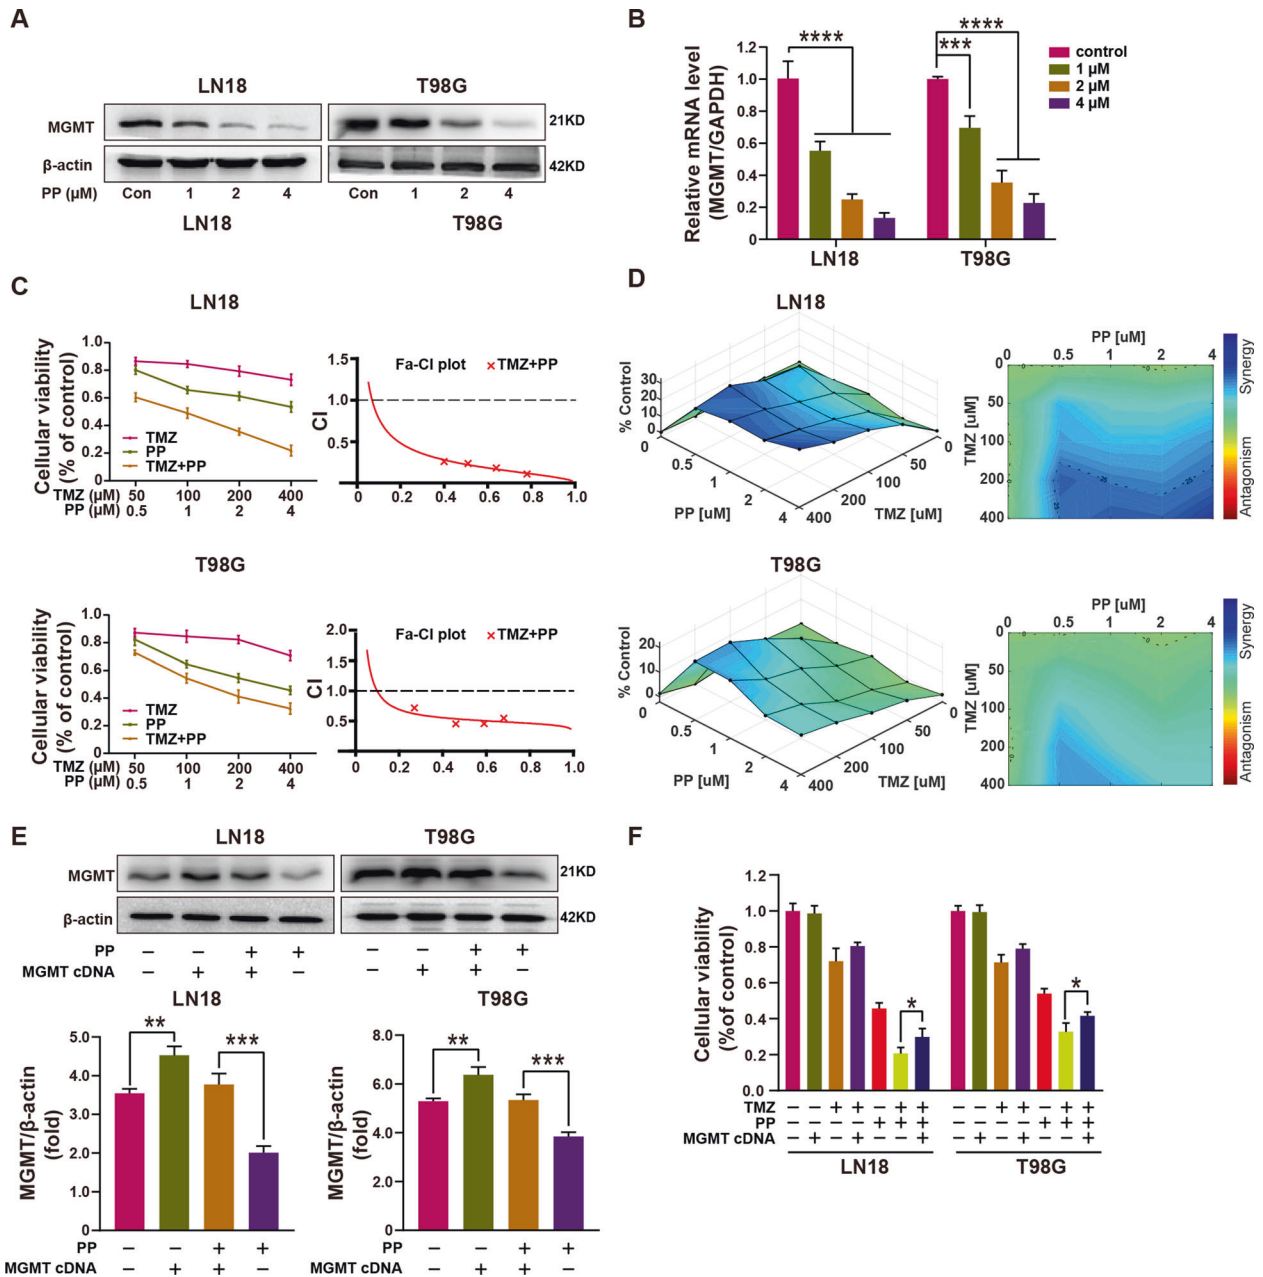 A
LN18 T98G
MGMT 21KD
β-actin 42KD
PP (µM) Con 1 2 4 Con 1 2 4
LN18 T98G
B
Relative mRNA level
(MGMT/GAPDH)
1.2
1.0
0.8
0.6
0.4
0.2
0
**** *** ****
control
1 µM
2 µM
4 µM
LN18 T98G
C
LN18
Cellular viability
(% of control)
1.0
0.8
0.6
0.4
0.2
0
TMZ
PP
TMZ+PP
TMZ (µM) 50 100 200 400
PP (µM) 0.5 1 2 4
Fa-CI plot × TMZ+PP
CI
1.5
1.0
0.5
0 0.2 0.4 0.6 0.8 1.0
T98G
Cellular viability
(% of control)
1.0
0.8
0.6
0.4
0.2
0
TMZ
PP
TMZ+PP
TMZ (µM) 50 100 200 400
PP (µM) 0.5 1 2 4
Fa-CI plot × TMZ+PP
CI
2.0
1.5
1.0
0.5
0 0.2 0.4 0.6 0.8 1.0
D
LN18
% Control
30
20
10
0
0 0.5 1 2 4
PP [uM]
400 200 100 50 0
TMZ [uM]
PP [uM]
0 0.5 1 2 4
TMZ [uM]
0
50
100
200
400
Synergy
Antagonism
T98G
% Control
20
10
0
0 0.5 1 2 4
PP [uM]
400 200 100 50 0
TMZ [uM]
PP [uM]
0 0.5 1 2 4
TMZ [uM]
0
50
100
200
400
Synergy
Antagonism
E
LN18 T98G
MGMT 21KD
β-actin 42KD
PP − − + + − − + +
MGMT cDNA − + + − − + + −
LN18
MGMT/β-actin
(fold)
5.0
4.0
3.0
2.0
1.0
0
** ***
PP − − + +
MGMT cDNA − + + −
T98G
MGMT/β-actin
(fold)
8.0
6.0
4.0
2.0
0
** ***
PP − − + +
MGMT cDNA − + + −
F
Cellular viability
(%of control)
1.2
1.0
0.8
0.6
0.4
0.2
0.0
* *
TMZ − − + + − + + − − + + − + +
PP − − − − + + + − − − − + + +
MGMT cDNA − + − + − − + − + − + − − +
LN18 T98G